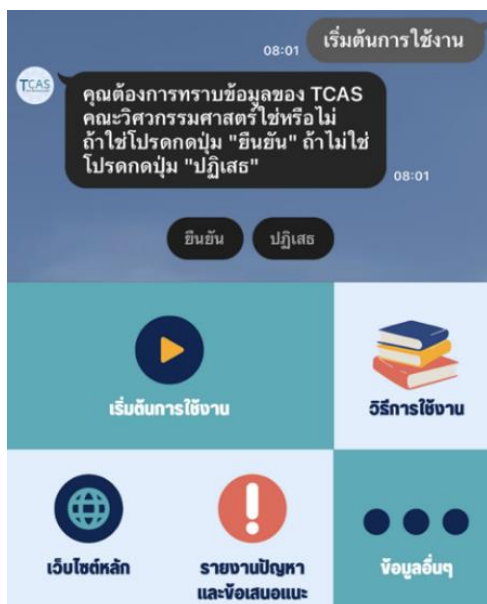 เริ่มต้นการใช้งาน
08:01
TCAS
คุณต้องการทราบข้อมูลของ TCAS
คณะวิศวกรรมศาสตร์ใช่หรือไม่
ถ้าใช่โปรดกดปุ่ม "ยืนยัน" ถ้าไม่ใช่
โปรดกดปุ่ม "ปฏิเสธ"
08:01
ยืนยัน
ปฏิเสธ
เริ่มต้นการใช้งาน
วิธีการใช้งาน
เว็บไซต์หลัก
รายงานปัญหา
และข้อเสนอแนะ
ข้อมูลอื่นๆ